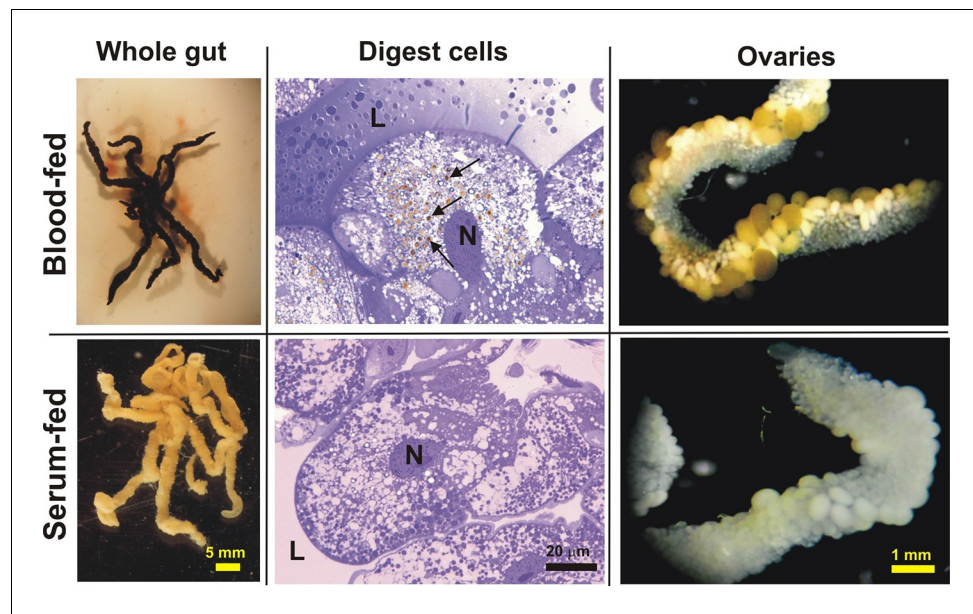 Whole gut
Digest cells
Ovaries
Blood-fed
L
N
Serum-fed
5 mm
N
L
20 μm
1 mm